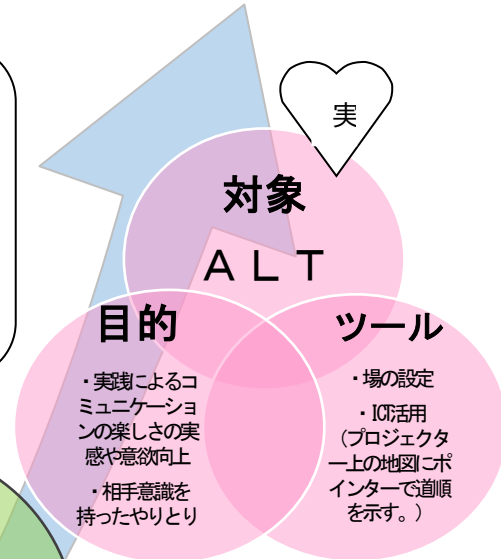 実
対象
ＡＬＴ
目的
・実践によるコ
ミュニケーショ
ンの楽しさの実
感や意欲向上
・相手意識を
持ったやりとり
ツール
・場の設定
・ICT活用
（プロジェクタ
ー上の地図にポ
インターで道順
を示す。）